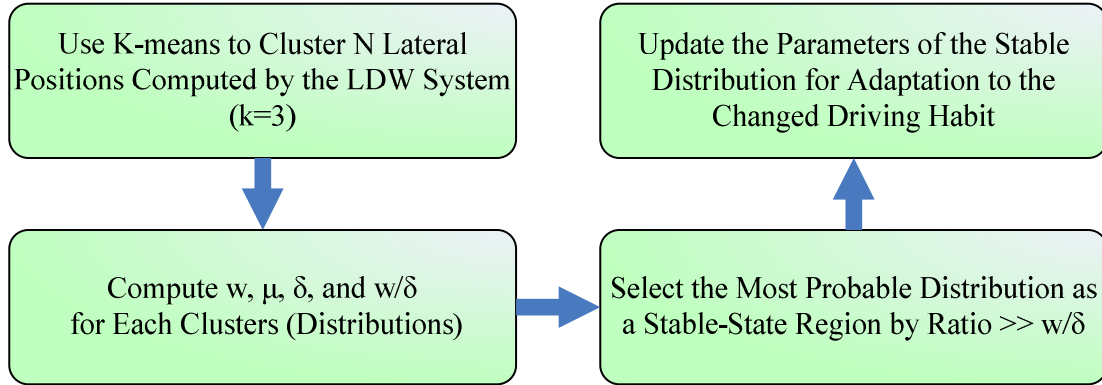 Use K-means to Cluster N Lateral
Positions Computed by the LDW System
(k=3)
Compute w, μ, δ, and w/δ
for Each Clusters (Distributions)
Select the Most Probable Distribution as
a Stable-State Region by Ratio >> w/δ
Update the Parameters of the Stable
Distribution for Adaptation to the
Changed Driving Habit